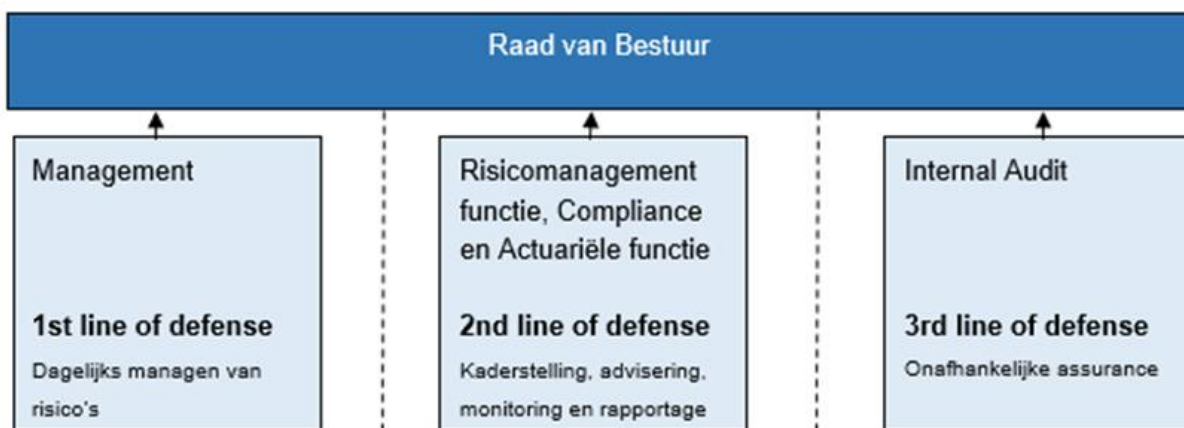 Raad van Bestuur
Management
1st line of defense
Dagelijks managen van
risico's
Risicomanagement
functie, Compliance
en Actuariële functie
2nd line of defense
Kaderstelling, advisering,
monitoring en rapportage
Internal Audit
3rd line of defense
Onafhankelijke assurance